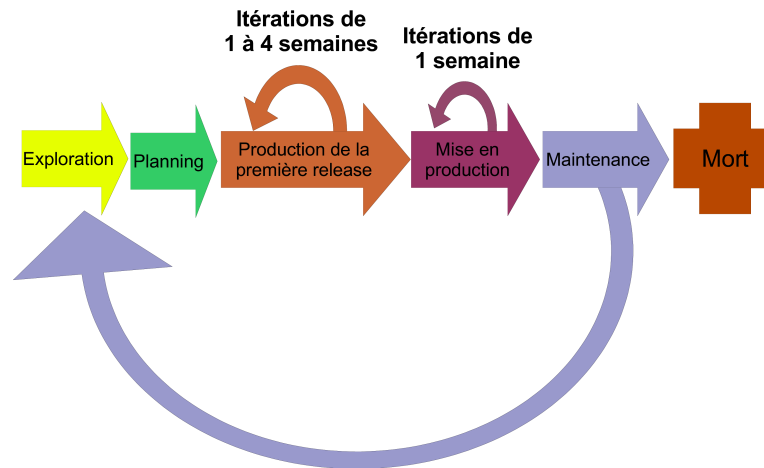 Itérations de
1 à 4 semaines
Itérations de
1 semaine
Exploration
Planning
Production de la
première release
Mise en
production
Maintenance
Mort